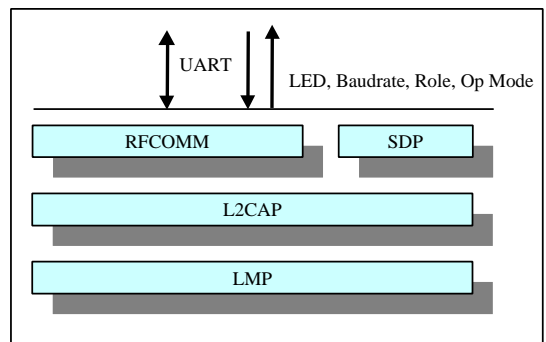 UART
LED, Baudrate, Role, Op Mode
RFCOMM
SDP
L2CAP
LMP